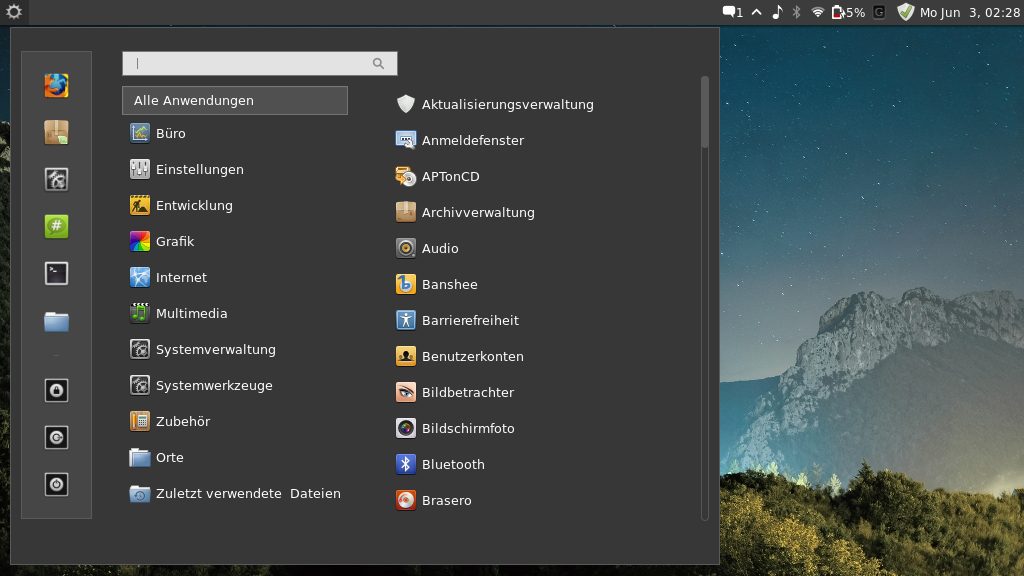 1
5%
G
Mo Jun 3, 02:28
Alle Anwendungen
Büro
Einstellungen
Entwicklung
Grafik
Internet
Multimedia
Systemverwaltung
Systemwerkzeuge
Zubehör
Orte
Zuletzt verwendete Dateien
Aktualisierungsverwaltung
Anmeldefenster
APTonCD
Archivverwaltung
Audio
Banshee
Barrierefreiheit
Benutzerkonten
Bildbetrachter
Bildschirmfoto
Bluetooth
Brasero